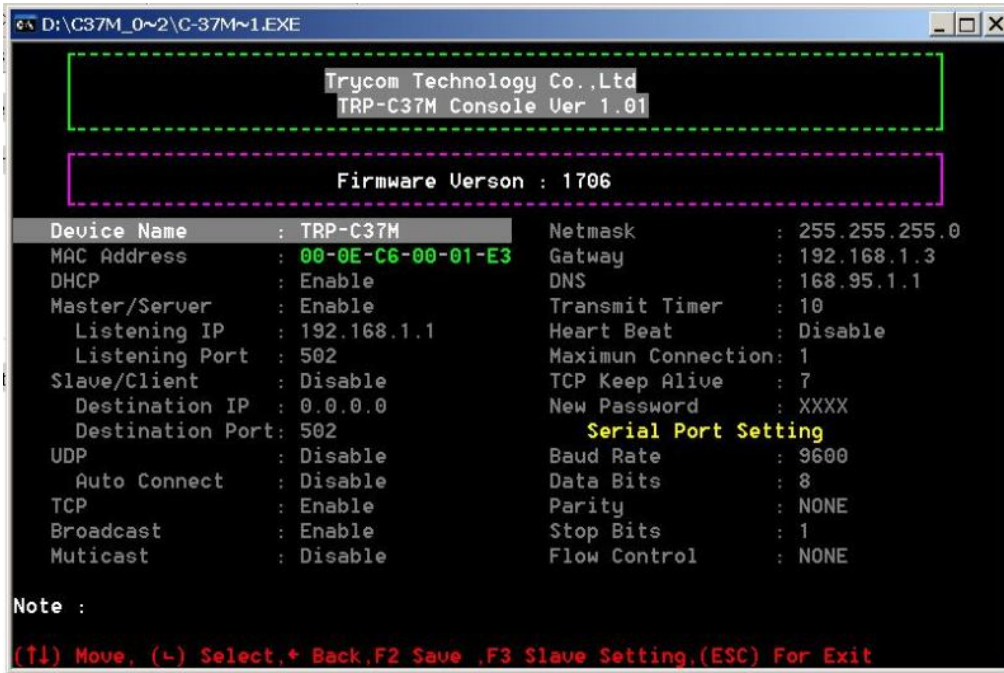 D:\C37M_0~2\C-37M~1.EXE
Trycom Technology Co.,Ltd
TRP-C37M Console Ver 1.01
Firmware Verson : 1706
Device Name : TRP-C37M Netmask : 255.255.255.0
MAC Address : 00-0E-C6-00-01-E3 Gatway : 192.168.1.3
DHCP : Enable DNS : 168.95.1.1
Master/Server : Enable Transmit Timer : 10
Listening IP : 192.168.1.1 Heart Beat : Disable
Listening Port : 502 Maximun Connection: 1
Slave/Client : Disable TCP Keep Alive : 7
Destination IP : 0.0.0.0 New Password : XXXX
Destination Port: 502 Serial Port Setting
UDP : Disable Baud Rate : 9600
Auto Connect : Disable Data Bits : 8
TCP : Enable Parity : NONE
Broadcast : Enable Stop Bits : 1
Muticast : Disable Flow Control : NONE
Note :
(↑↓) Move, (⌙) Select,← Back,F2 Save ,F3 Slave Setting,(ESC) For Exit